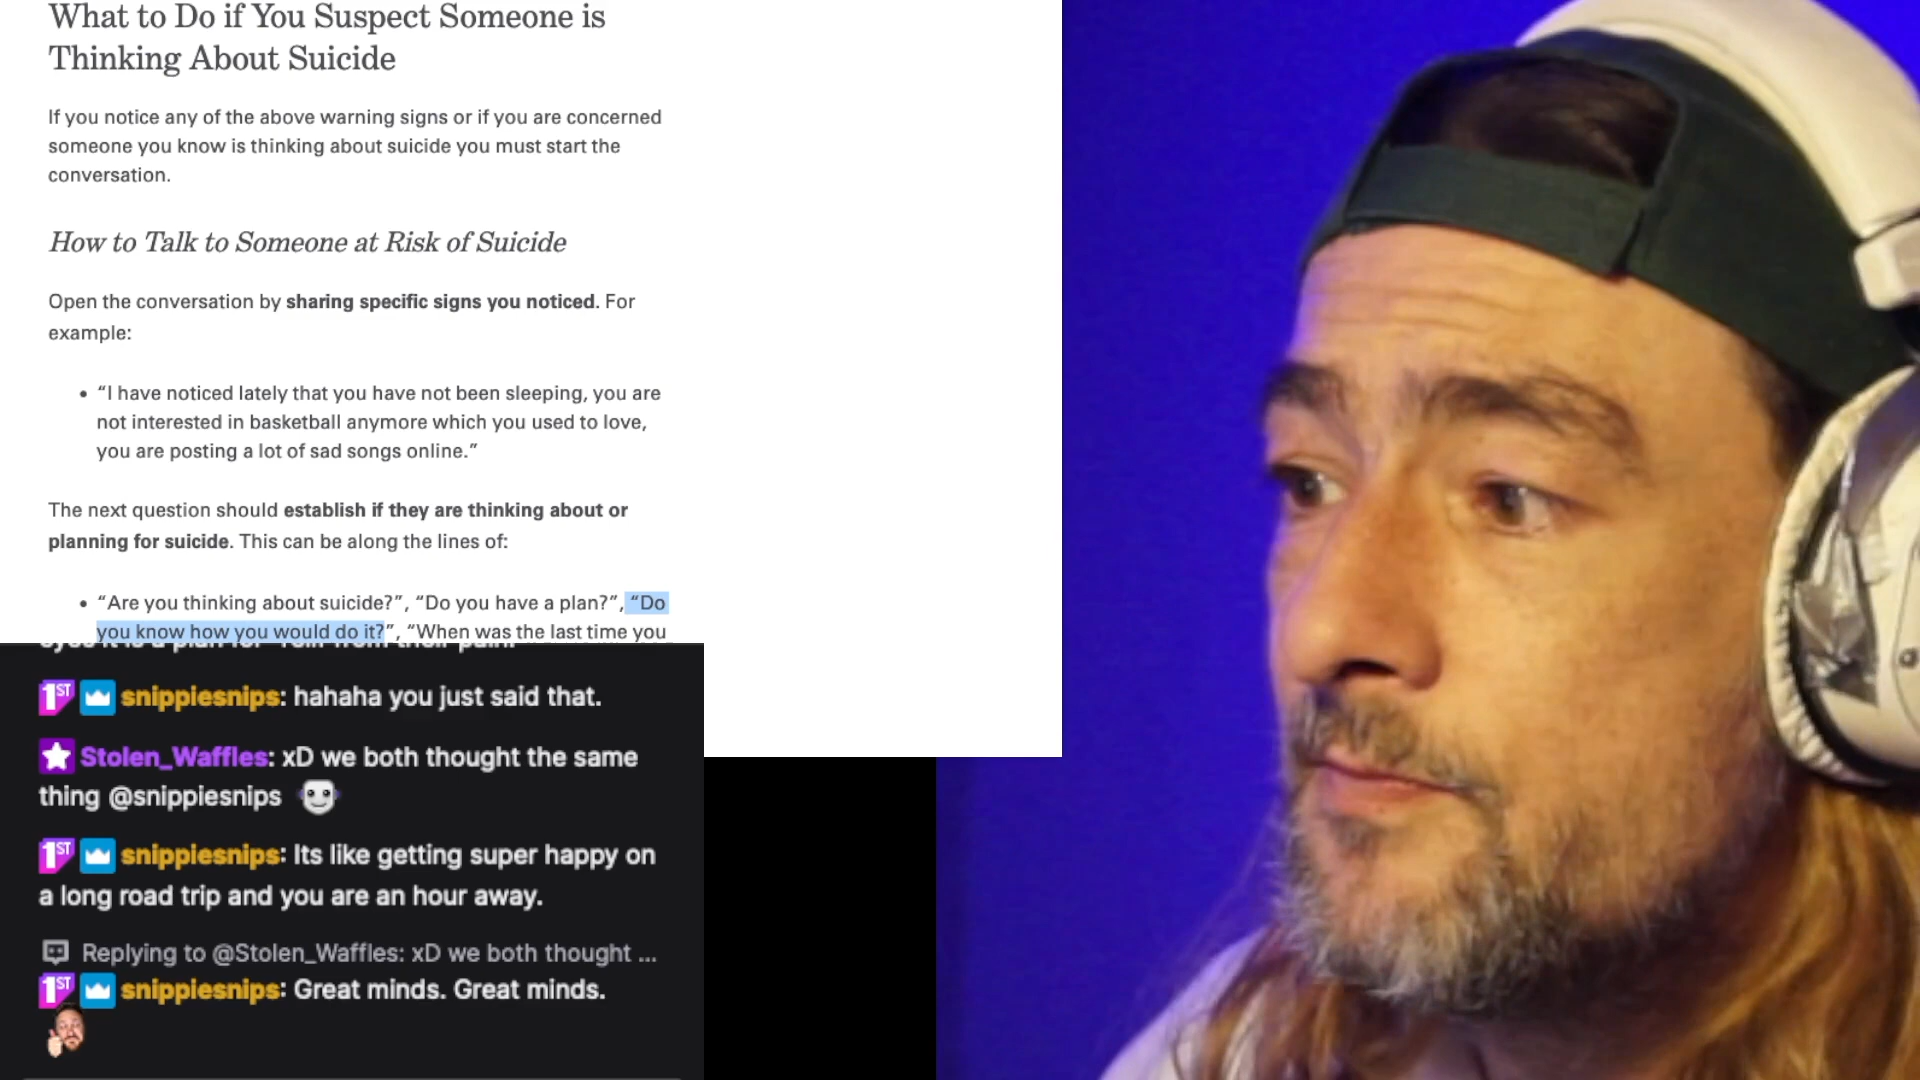 What to Do if You Suspect Someone is
Thinking About Suicide
If you notice any of the above warning signs or if you are concerned
someone you know is thinking about suicide you must start the
conversation.
How to Talk to Someone at Risk of Suicide
Open the conversation by sharing specific signs you noticed. For
example:
• “I have noticed lately that you have not been sleeping, you are
not interested in basketball anymore which you used to love,
you are posting a lot of sad songs online.”
The next question should establish if they are thinking about or
planning for suicide. This can be along the lines of:
• “Are you thinking about suicide?”, “Do you have a plan?”, “Do
you know how you would do it?”, “When was the last time you
1ST snippiesnips: hahaha you just said that.
Stolen_Waffles: xD we both thought the same
thing @snippiesnips
1ST snippiesnips: Its like getting super happy on
a long road trip and you are an hour away.
Replying to @Stolen_Waffles: xD we both thought ...
1ST snippiesnips: Great minds. Great minds.